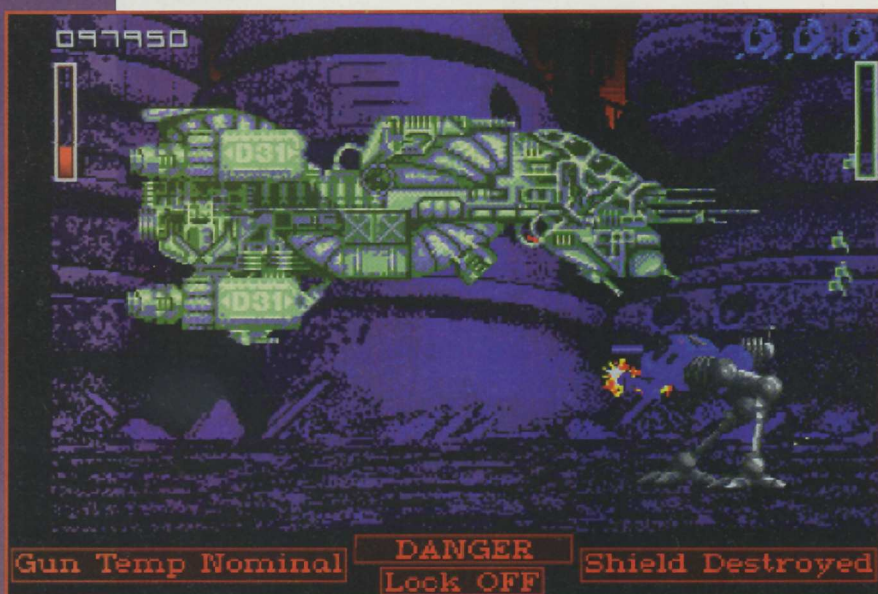 097950
D31
D31
Gun Temp Nominal
DANGER
Lock OFF
Shield Destroyed